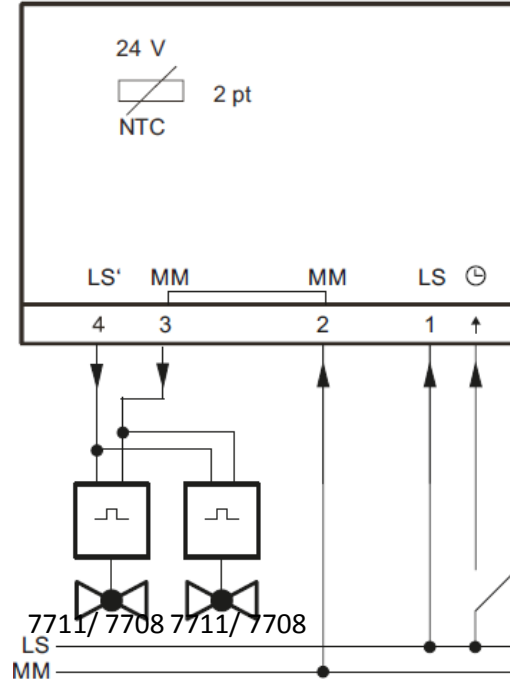 24 V
2 pt
NTC
LS‘ MM MM LS
4 3 2 1
7711/ 7708 7711/ 7708
LS
MM